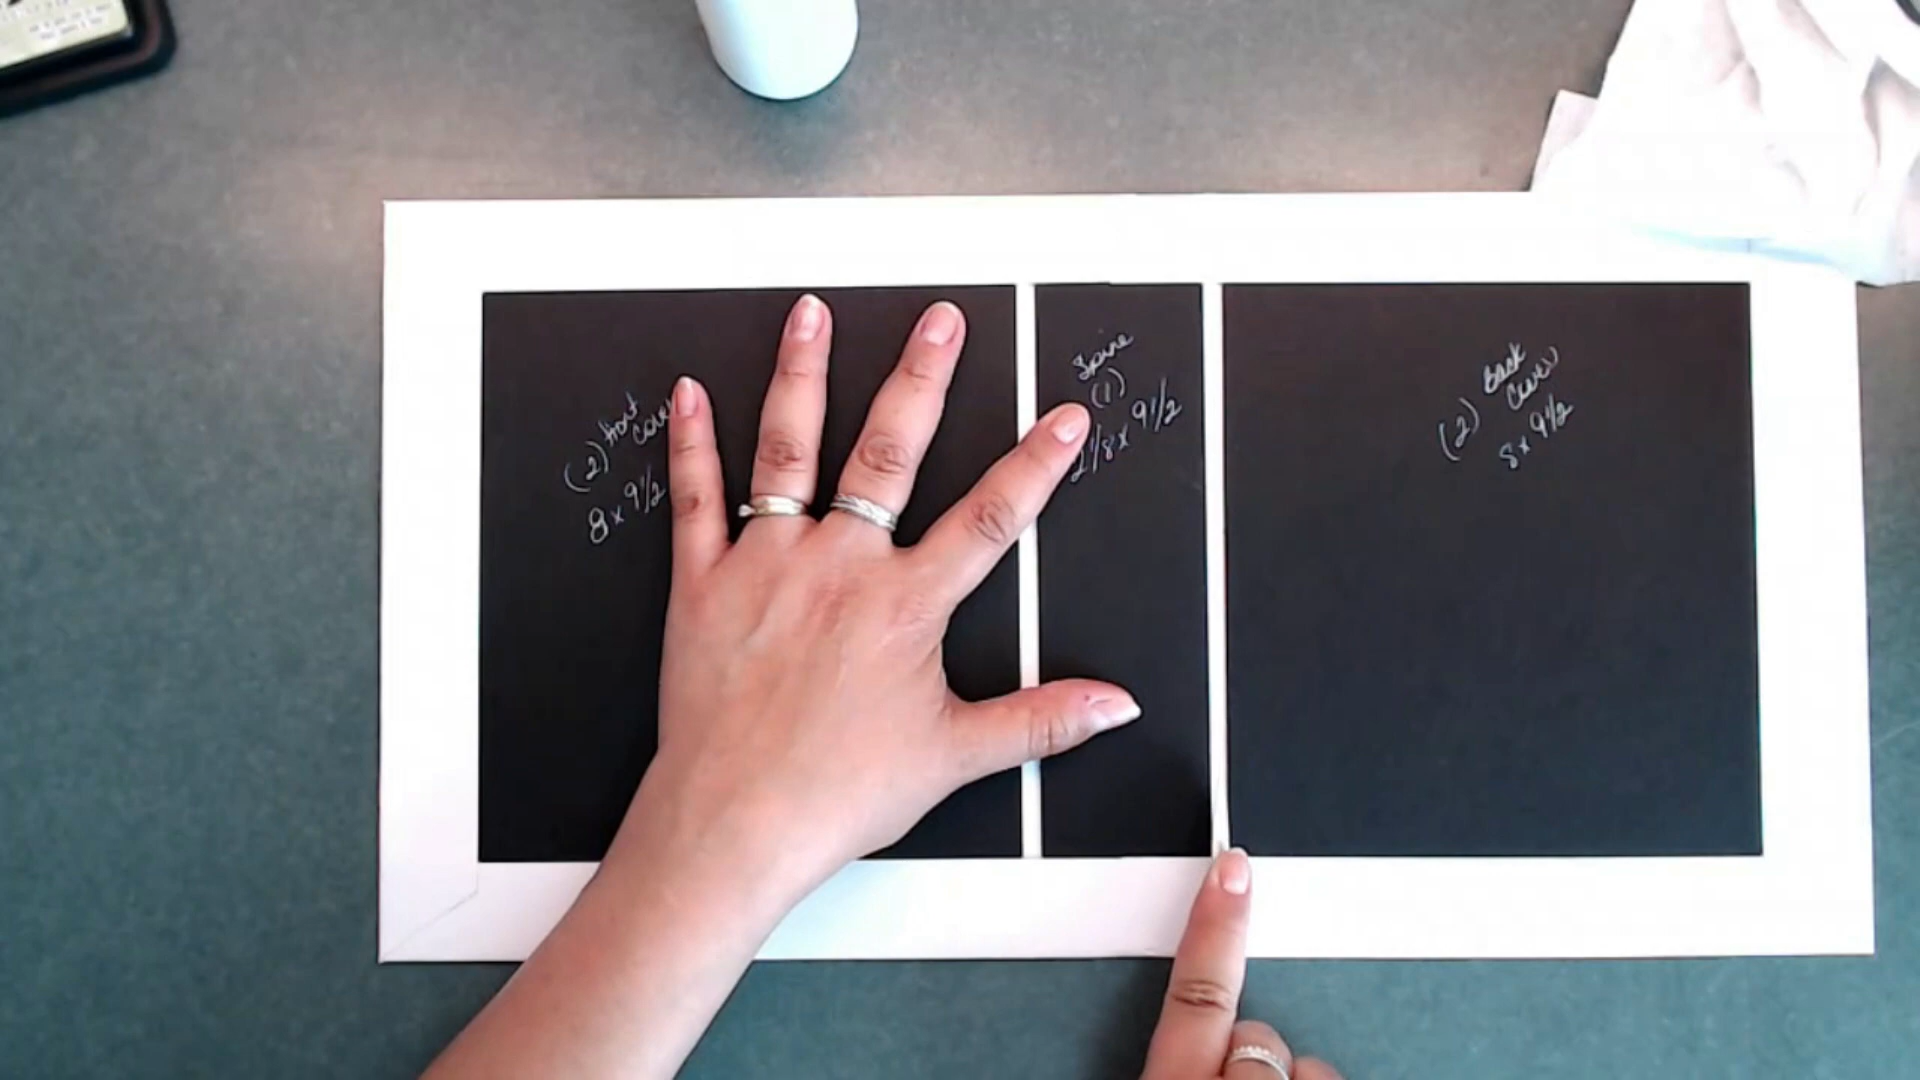 (2) Front
Cover
8 x 9 1/2
Spine
(1)
2 1/8 x 9 1/2
(2) Back
Cover
8 x 9 1/2